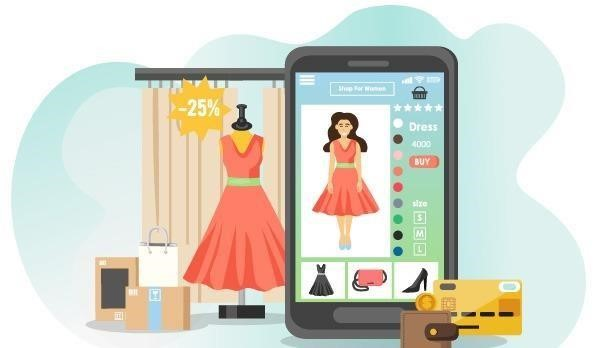 -25%
Shop For Women
Dress
4000
BUY
size
S
M
L